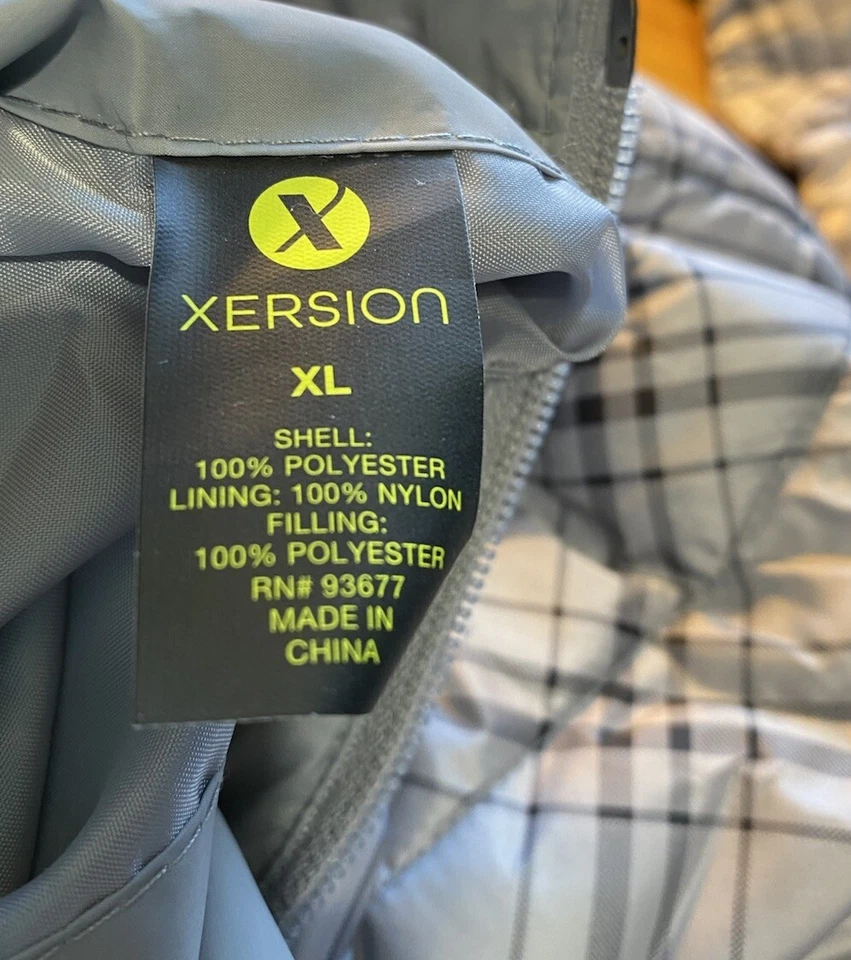 X
XERSION
XL
SHELL:
100% POLYESTER
LINING: 100% NYLON
FILLING:
100% POLYESTER
RN# 93677
MADE IN
CHINA